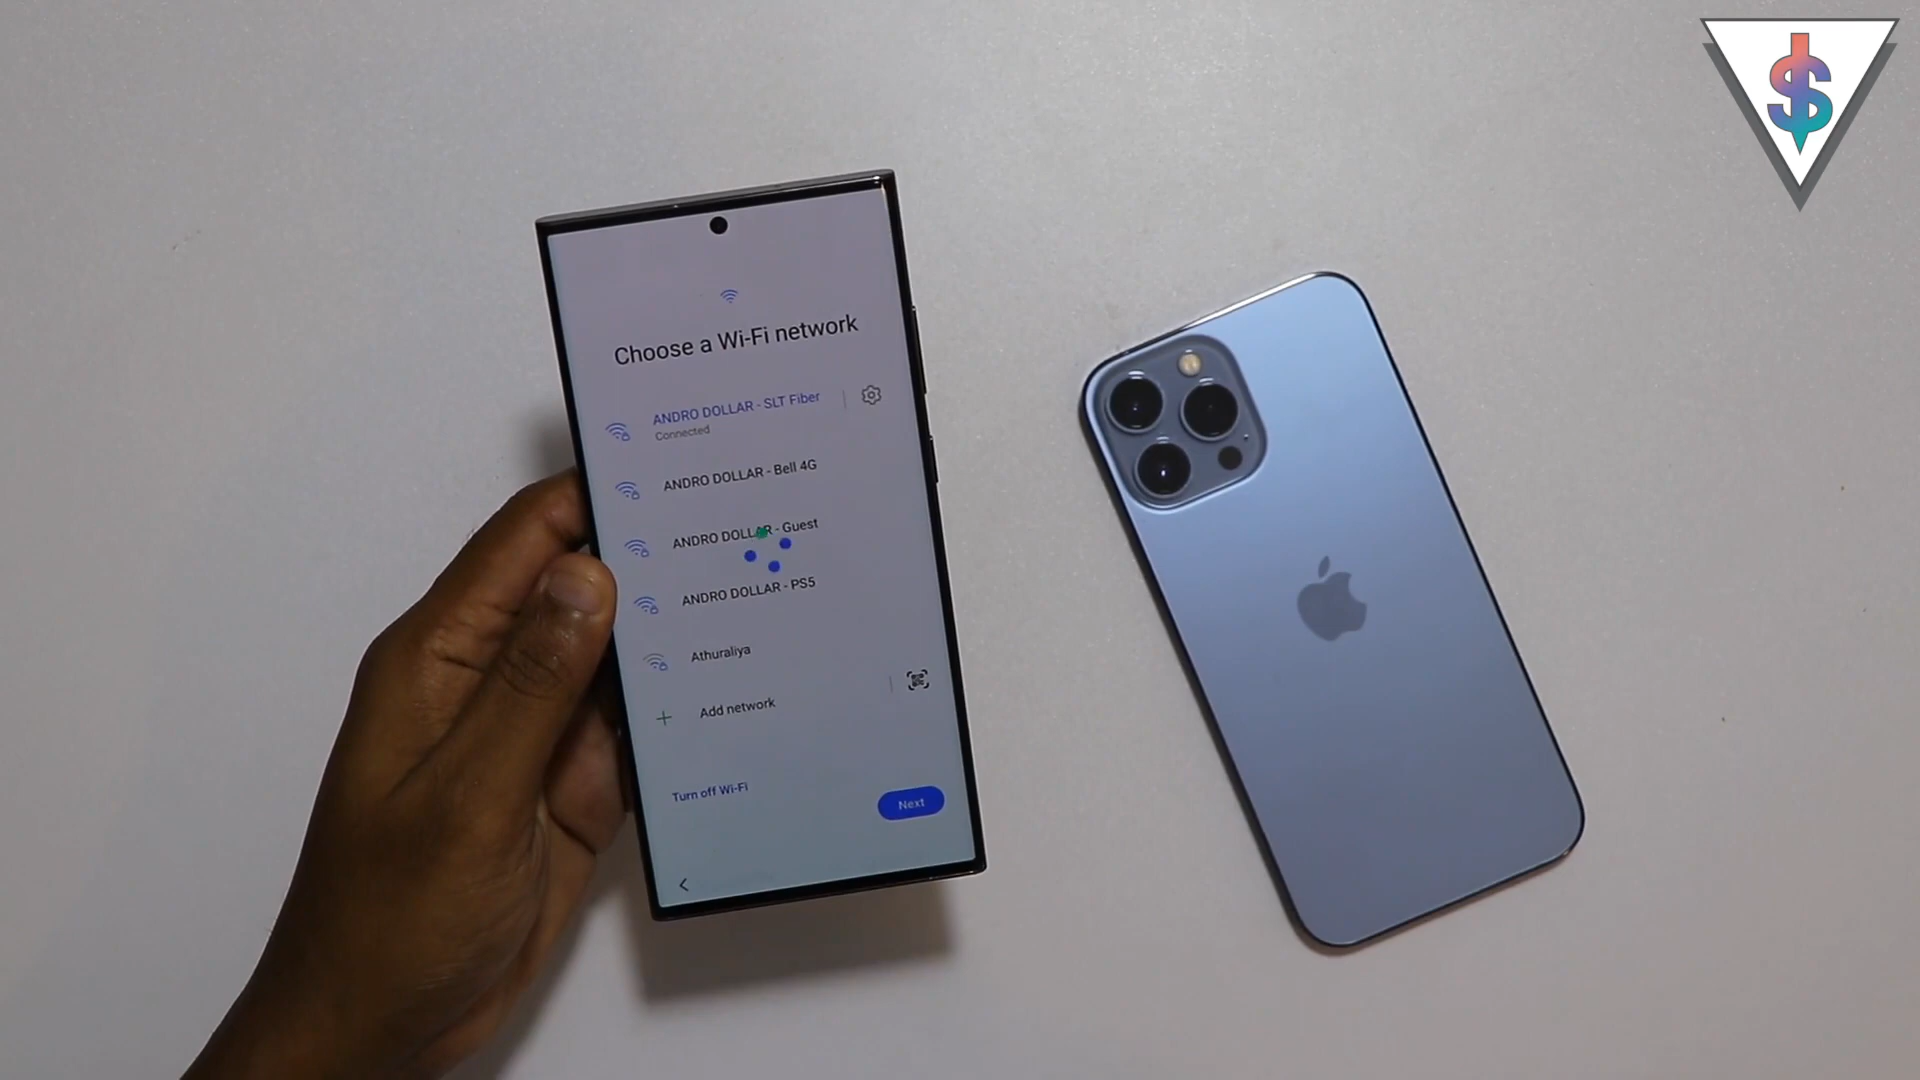 Choose a Wi-Fi network
ANDRO DOLLAR - SLT Fiber
Connected
ANDRO DOLLAR - Bell 4G
ANDRO DOLLAR - Guest
ANDRO DOLLAR - PS5
Athuraliya
Add network
Turn off Wi-Fi
Next
$